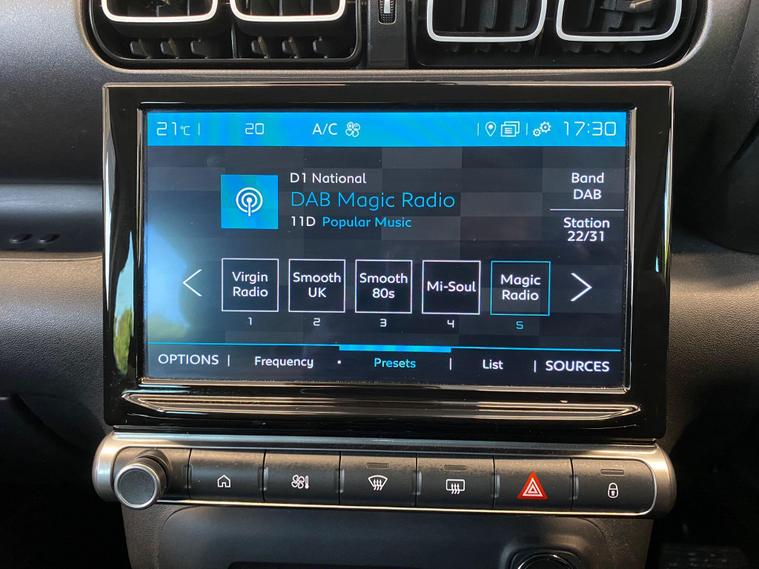 21°C | 20 A/C | 17:30
D1 National
DAB Magic Radio
11D Popular Music
Band
DAB
Station
22/31
Virgin
Radio
1
Smooth
UK
2
Smooth
80s
3
Mi-Soul
4
Magic
Radio
5
OPTIONS | Frequency · Presets | List | SOURCES